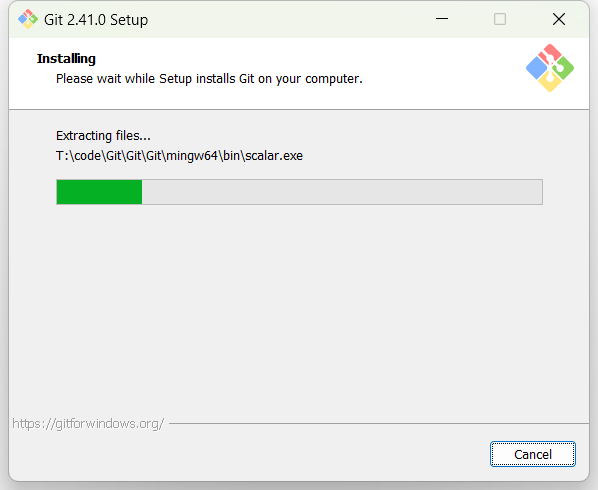 Git 2.41.0 Setup
Installing
Please wait while Setup installs Git on your computer.
Extracting files...
T:\code\Git\Git\Git\mingw64\bin\scalar.exe
https://gitforwindows.org/
Cancel